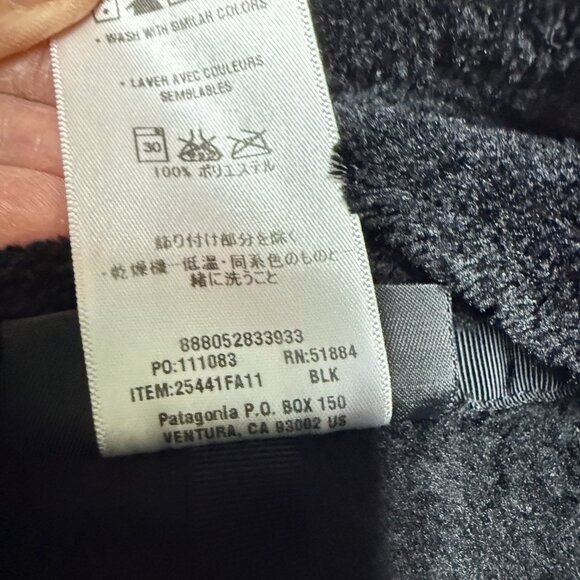 • WASH WITH SIMILAR COLORS
• LAVER AVEC COULEURS
SEMBLABLES
30
100% ポリエステル
飾り付け部分を除く
・乾燥機 低温・同系色のものと
緒に洗うこと
888052833933
PO:111083 RN:51884
ITEM:25441FA11 BLK
Patagonia P.O. BOX 150
VENTURA, CA 93002 US